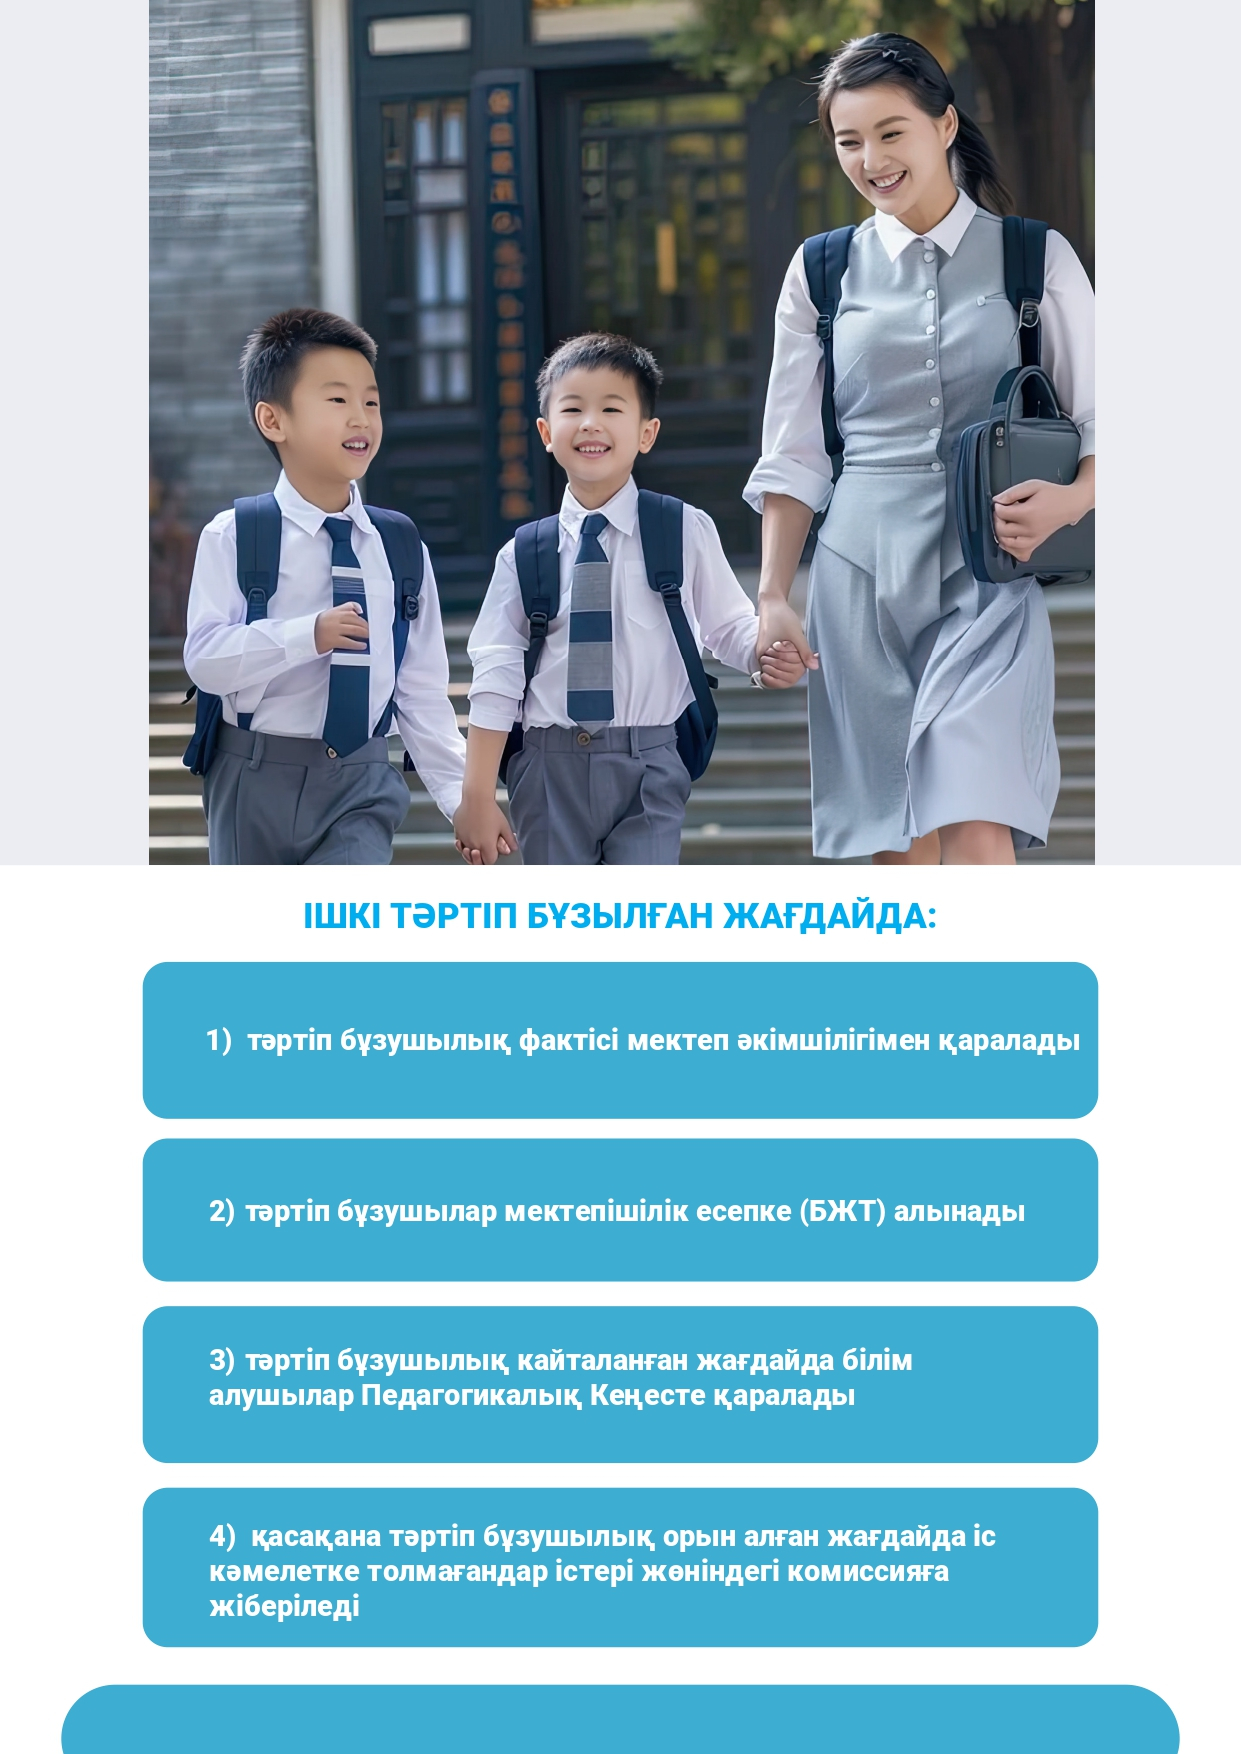 ІШКІ ТӘРТІП БҰЗЫЛҒАН ЖАҒДАЙДА:
1) тәртіп бұзушылық фактісі мектеп әкімшілігімен қаралады
2) тәртіп бұзушылар мектепішілік есепке (БЖТ) алынады
3) тәртіп бұзушылық кайталанған жағдайда білім
алушылар Педагогикалық Кеңесте қаралады
4) қасақана тәртіп бұзушылық орын алған жағдайда іс
кәмелетке толмағандар істері жөніндегі комиссияға
жіберіледі